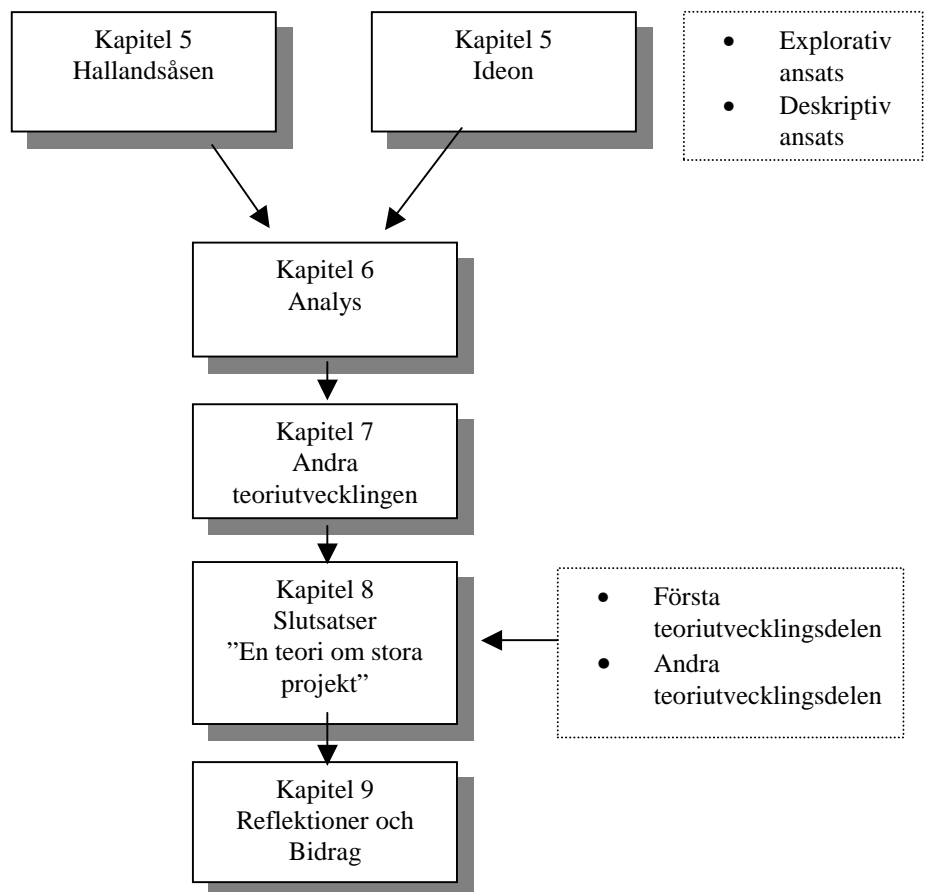 Kapitel 5
Hallandsåsen
Kapitel 5
Ideon
• Explorativ
ansats
• Deskriptiv
ansats
Kapitel 6
Analys
Kapitel 7
Andra
teoriutvecklingen
Kapitel 8
Slutsatser
”En teori om stora
projekt”
• Första
teoriutvecklingsdelen
• Andra
teoriutvecklingsdelen
Kapitel 9
Reflektioner och
Bidrag